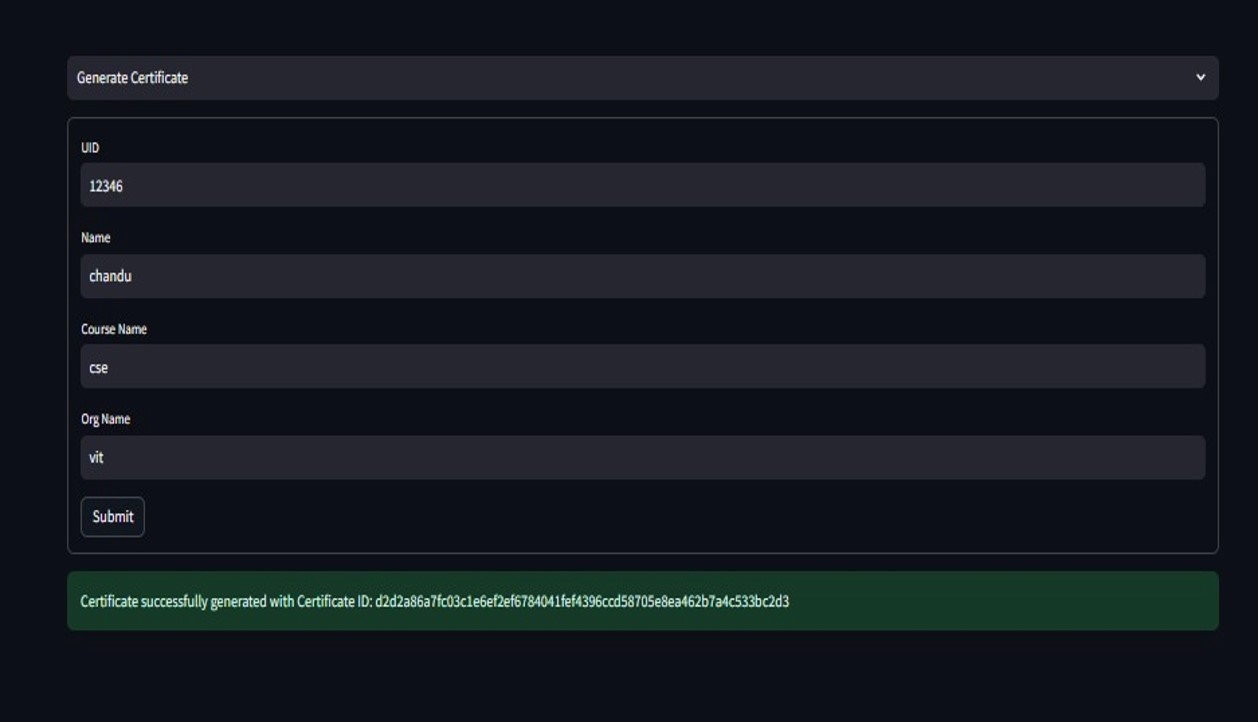 Generate Certificate
UID
12346
Name
chandu
Course Name
cse
Org Name
vit
Submit
Certificate successfully generated with Certificate ID: d2d2a86a7fc03c1e6ef2ef6784041fef4396ccd58705e8ea462b7a4c533bc2d3